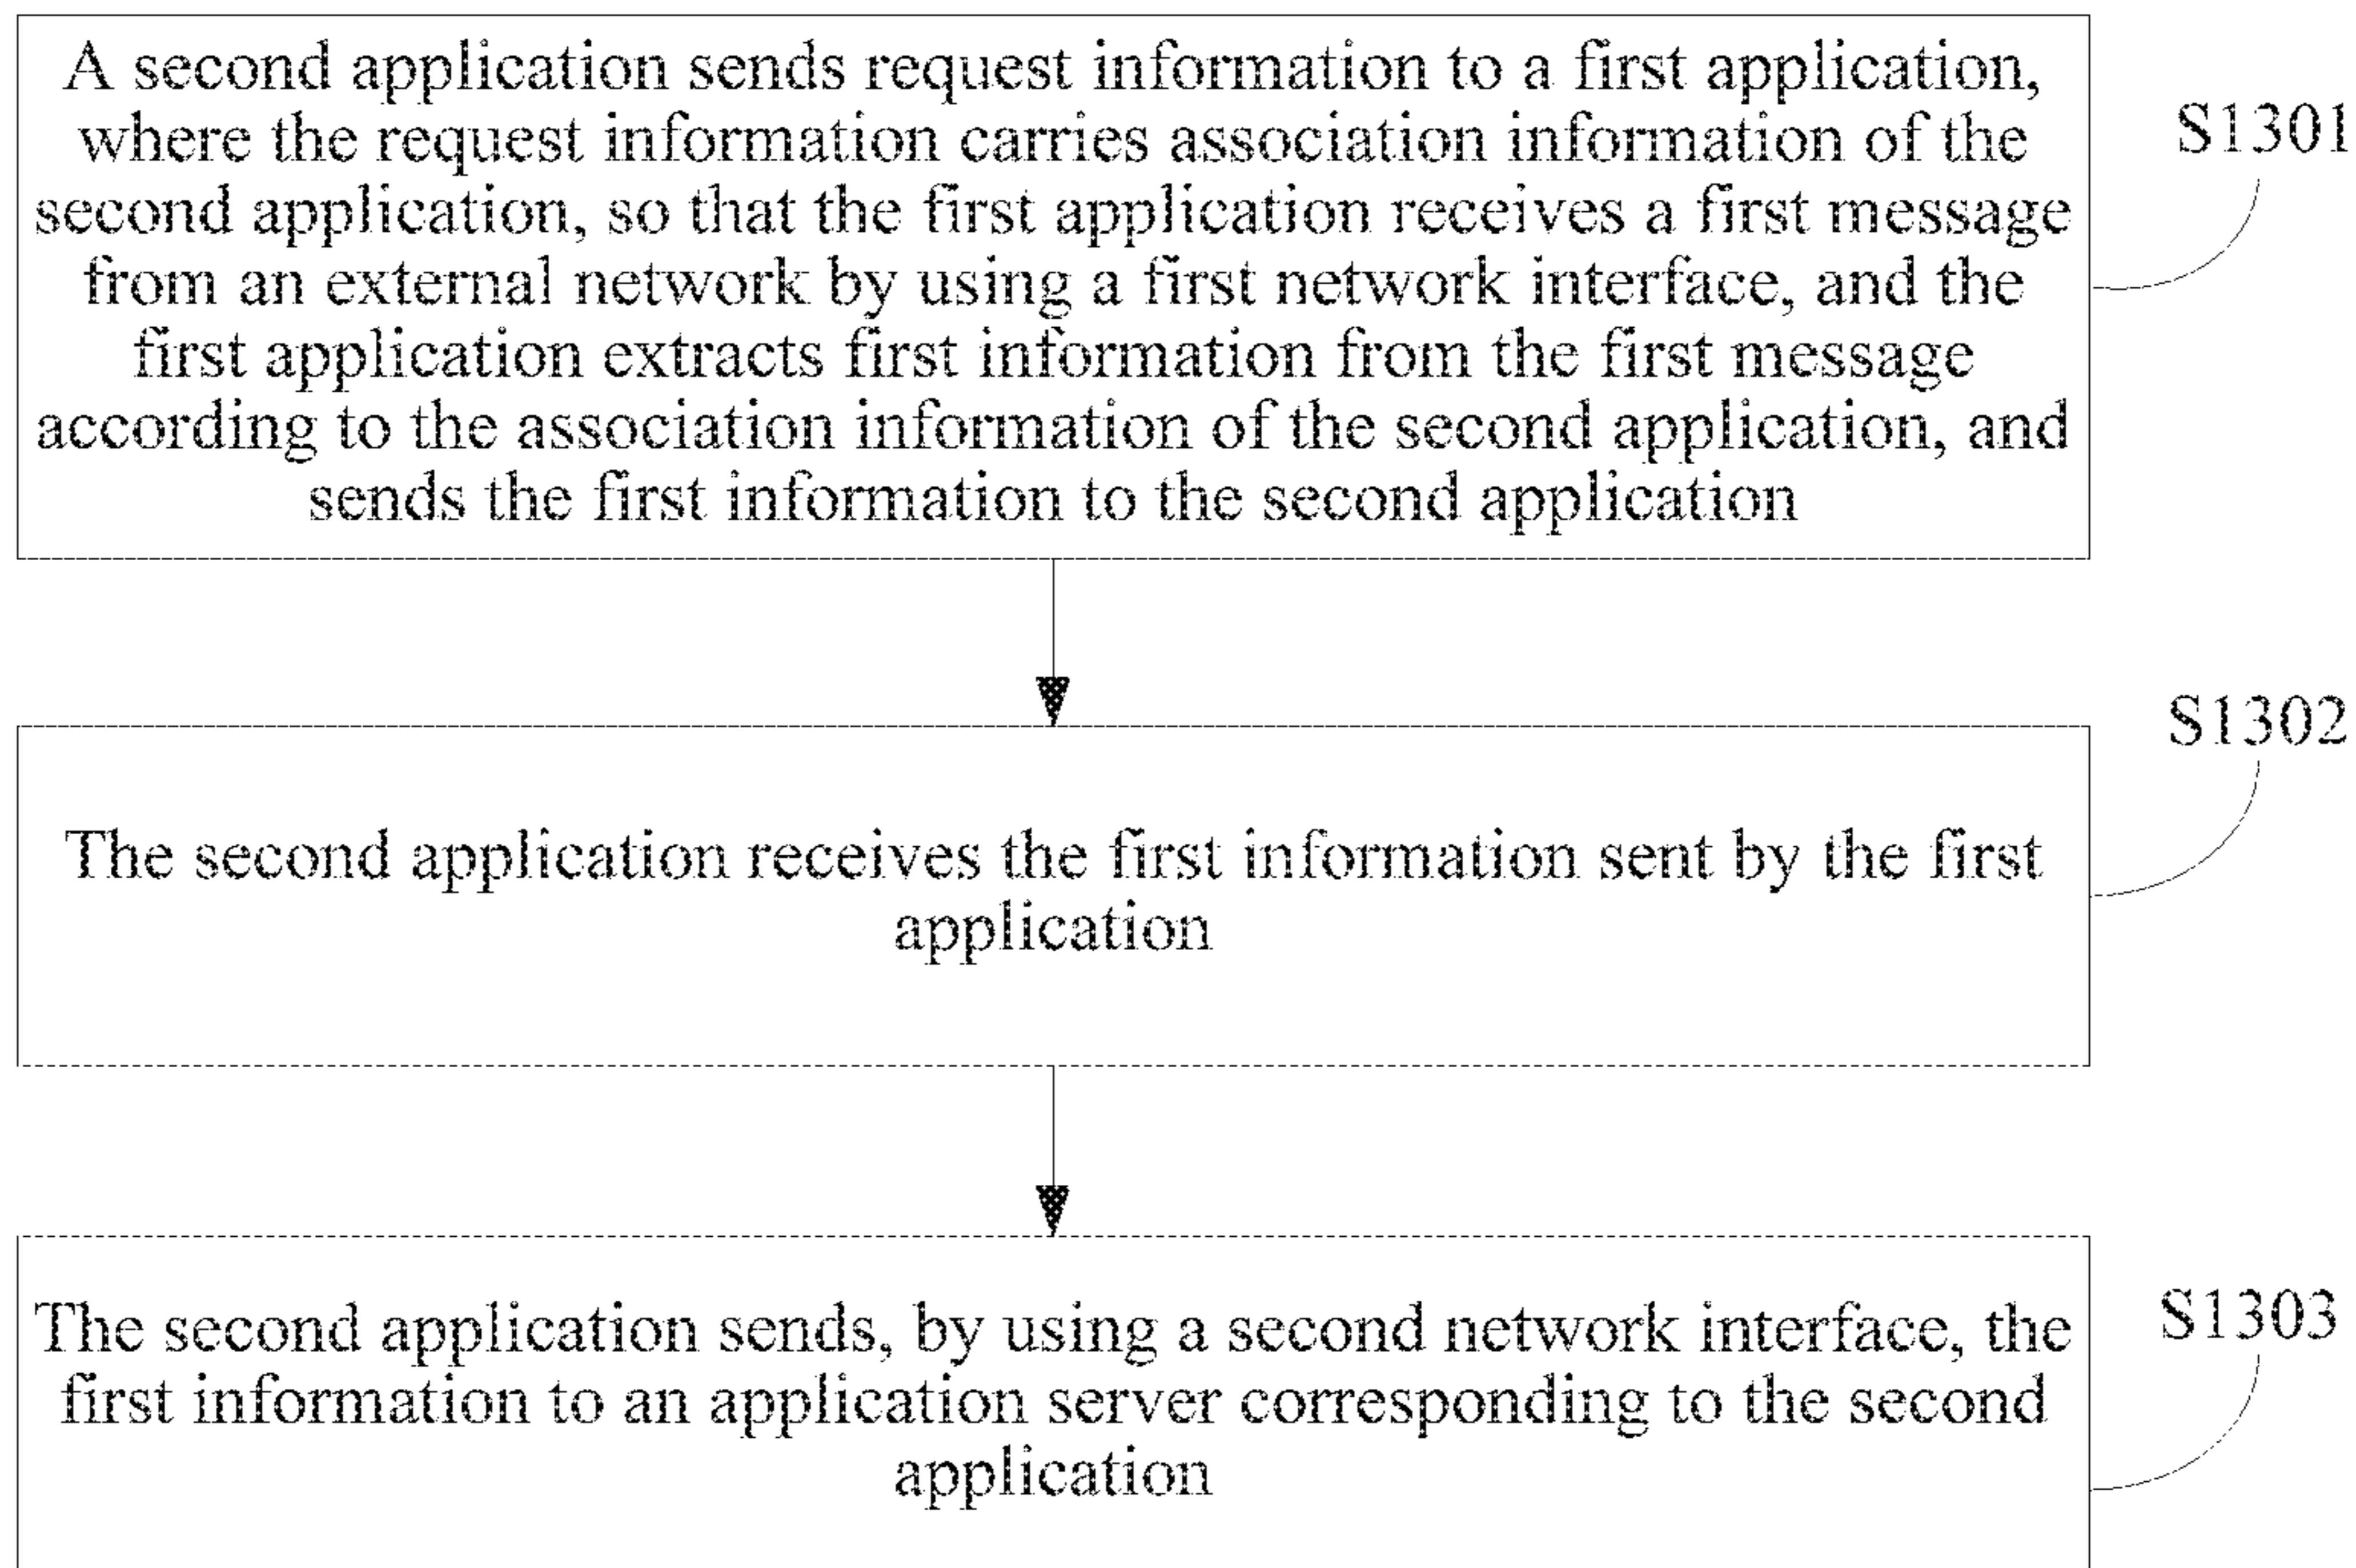 A second application sends request information to a first application,
where the request information carries association information of the
second application, so that the first application receives a first message
from an external network by using a first network interface, and the
first application extracts first information from the first message
according to the association information of the second application, and
sends the first information to the second application
S1301
The second application receives the first information sent by the first
application
S1302
The second application sends, by using a second network interface, the
first information to an application server corresponding to the second
application
S1303